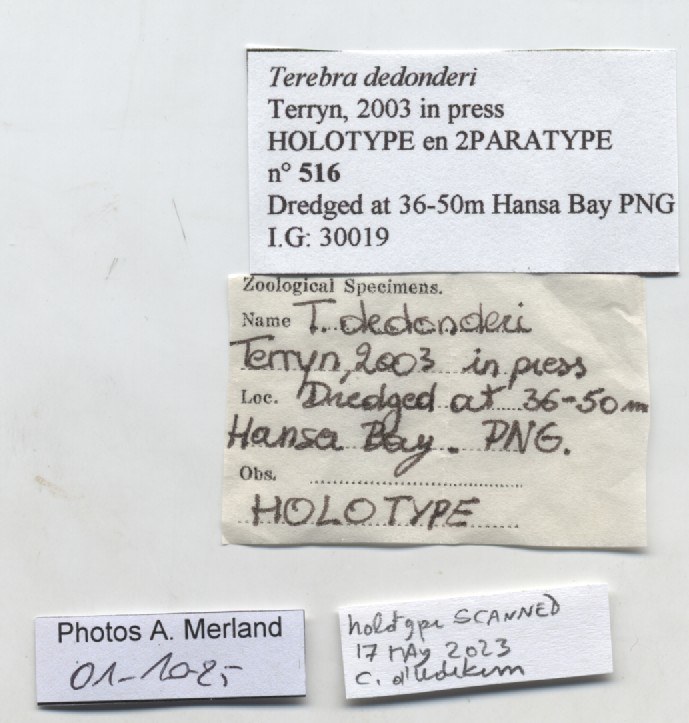 Terebra dedonderi
Terryn, 2003 in press
HOLOTYPE en 2PARATYPE
n° 516
Dredged at 36-50m Hansa Bay PNG
I.G: 30019
Zoological Specimens.
Name T. dedonderi
Terryn, 2003 in press
Loc. Dredged at 36-50m
Hansa Bay. PNG.
Obs.
HOLOTYPE
Photos A. Merland
holotype SCANNED
17 MAy 2023
C. d'Udekem